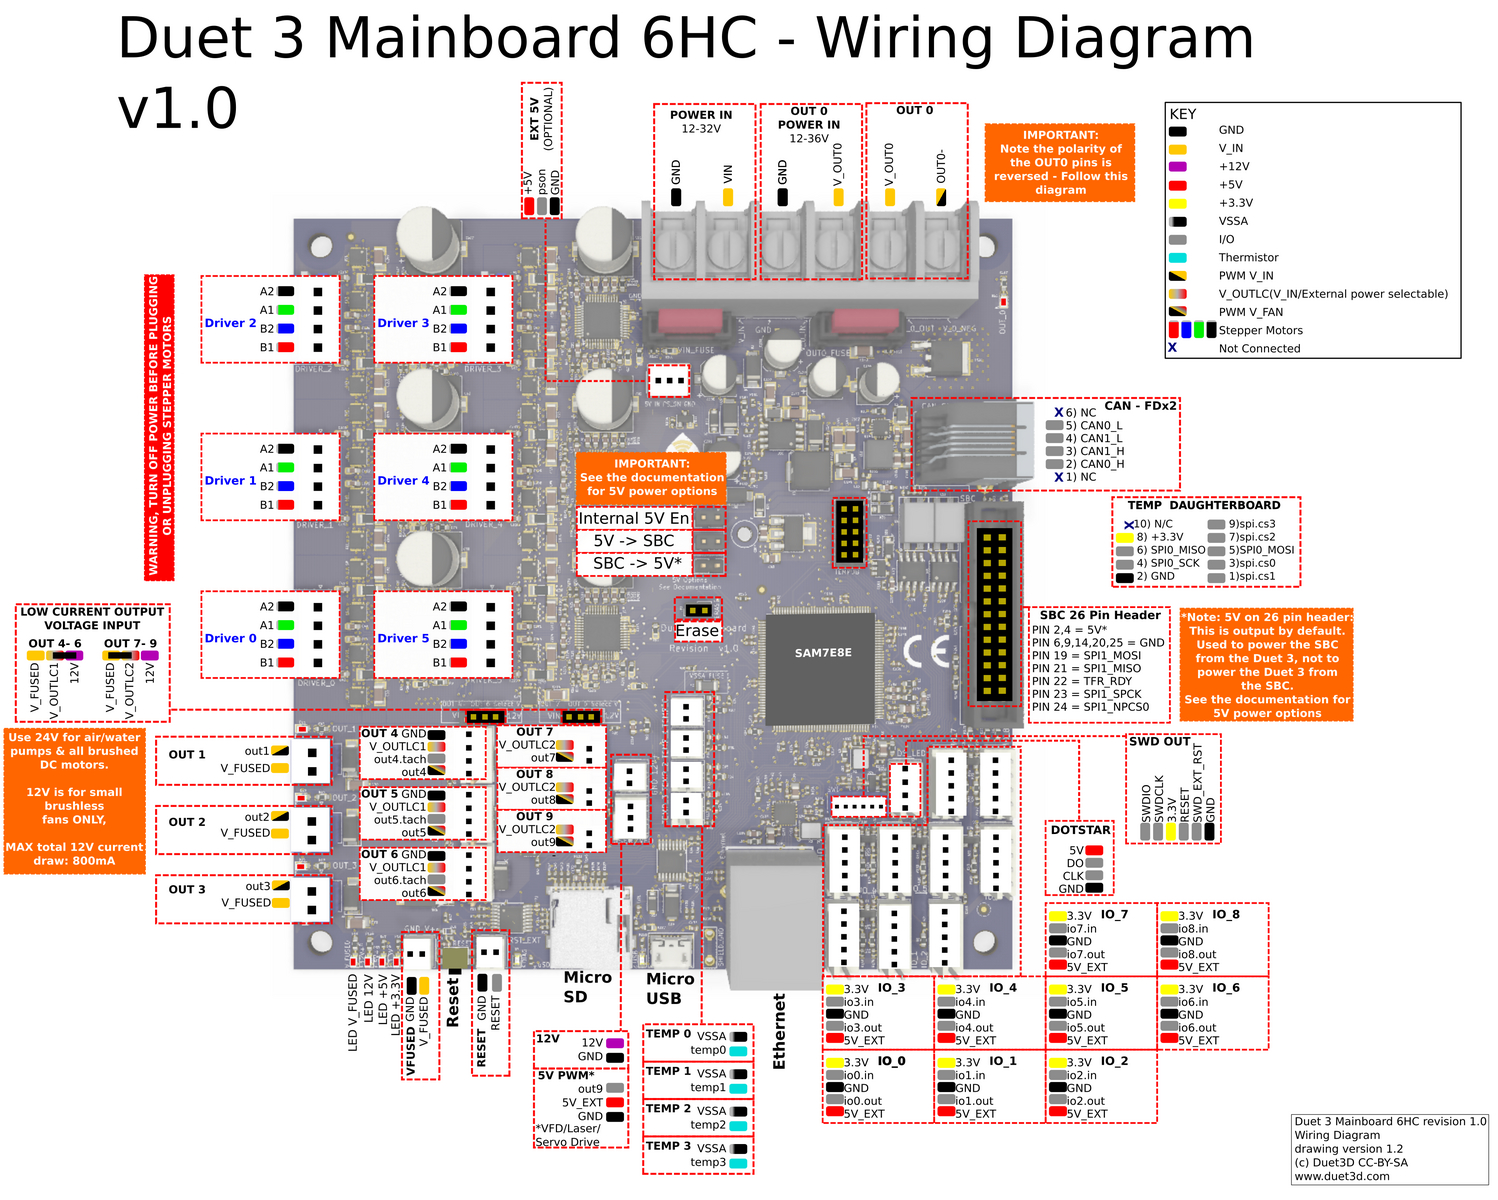 Duet 3 Mainboard 6HC - Wiring Diagram
v1.0
EXT 5V
(OPTIONAL)
+5V
pson
GND
POWER IN
12-32V
GND
VIN
OUT 0
POWER IN
12-36V
GND
V_OUT0
OUT 0
V_OUT0
OUT0-
IMPORTANT:
Note the polarity of
the OUT0 pins is
reversed - Follow this
diagram
KEY
GND
V_IN
+12V
+5V
+3.3V
VSSA
I/O
Thermistor
PWM V_IN
V_OUTLC(V_IN/External power selectable)
PWM V_FAN
Stepper Motors
X Not Connected
WARNING, TURN OFF POWER BEFORE PLUGGING
OR UNPLUGGING STEPPER MOTORS
Driver 2
A2
A1
B2
B1
DRIVER_2
Driver 3
A2
A1
B2
B1
DRIVER_3
Driver 1
A2
A1
B2
B1
DRIVER_1
Driver 4
A2
A1
B2
B1
Driver 0
A2
A1
B2
B1
Driver 5
A2
A1
B2
B1
VIN_FUSE
OUT0_FUSE
CAN - FDx2
X 6) NC
5) CAN0_L
4) CAN1_L
3) CAN1_H
2) CAN0_H
X 1) NC
IMPORTANT:
See the documentation
for 5V power options
Internal 5V En
5V -> SBC
SBC -> 5V*
Erase
Revision v1.0
SAM7E8E
CE
SBC
TEMP DAUGHTERBOARD
X10) N/C
8) +3.3V
6) SPI0_MISO
4) SPI0_SCK
2) GND
9)spi.cs3
7)spi.cs2
5)SPI0_MOSI
3)spi.cs0
1)spi.cs1
SBC 26 Pin Header
PIN 2,4 = 5V*
PIN 6,9,14,20,25 = GND
PIN 19 = SPI1_MOSI
PIN 21 = SPI1_MISO
PIN 22 = TFR_RDY
PIN 23 = SPI1_SPCK
PIN 24 = SPI1_NPCS0
*Note: 5V on 26 pin header:
This is output by default.
Used to power the SBC
from the Duet 3, not to
power the Duet 3 from
the SBC.
See the documentation for
5V power options
LOW CURRENT OUTPUT
VOLTAGE INPUT
OUT 4- 6
OUT 7- 9
V_FUSED
V_OUTLC1
12V
V_FUSED
V_OUTLC2
12V
Use 24V for air/water
pumps & all brushed
DC motors.
12V is for small
brushless
fans ONLY,
MAX total 12V current
draw: 800mA
OUT 1
out1
V_FUSED
OUT 2
out2
V_FUSED
OUT 3
out3
V_FUSED
OUT_1
OUT_2
OUT_3
OUT 4 GND
V_OUTLC1
out4.tach
out4
OUT 5 GND
V_OUTLC1
out5.tach
out5
OUT 6 GND
V_OUTLC1
out6.tach
out6
OUT 7
V_OUTLC2
out7
OUT 8
V_OUTLC2
out8
OUT 9
V_OUTLC2
out9
SWD OUT
SWDIO
SWDCLK
3.3V
RESET
SWD_EXT_RST
GND
DOTSTAR
5V
DO
CLK
GND
LED V_FUSED
LED 12V
LED +5V
LED +3.3V
VFUSED GND
V_FUSED
Reset
RESET GND
RESET
Micro
SD
Micro
USB
Ethernet
12V
12V
GND
5V PWM*
out9
5V_EXT
GND
*VFD/Laser/
Servo Drive
TEMP 0 VSSA
temp0
TEMP 1 VSSA
temp1
TEMP 2 VSSA
temp2
TEMP 3 VSSA
temp3
3.3V IO_7
io7.in
GND
io7.out
5V_EXT
3.3V IO_8
io8.in
GND
io8.out
5V_EXT
3.3V IO_3
io3.in
GND
io3.out
5V_EXT
3.3V IO_4
io4.in
GND
io4.out
5V_EXT
3.3V IO_5
io5.in
GND
io5.out
5V_EXT
3.3V IO_6
io6.in
GND
io6.out
5V_EXT
3.3V IO_0
io0.in
GND
io0.out
5V_EXT
3.3V IO_1
io1.in
GND
io1.out
5V_EXT
3.3V IO_2
io2.in
GND
io2.out
5V_EXT
Duet 3 Mainboard 6HC revision 1.0
Wiring Diagram
drawing version 1.2
(c) Duet3D CC-BY-SA
www.duet3d.com